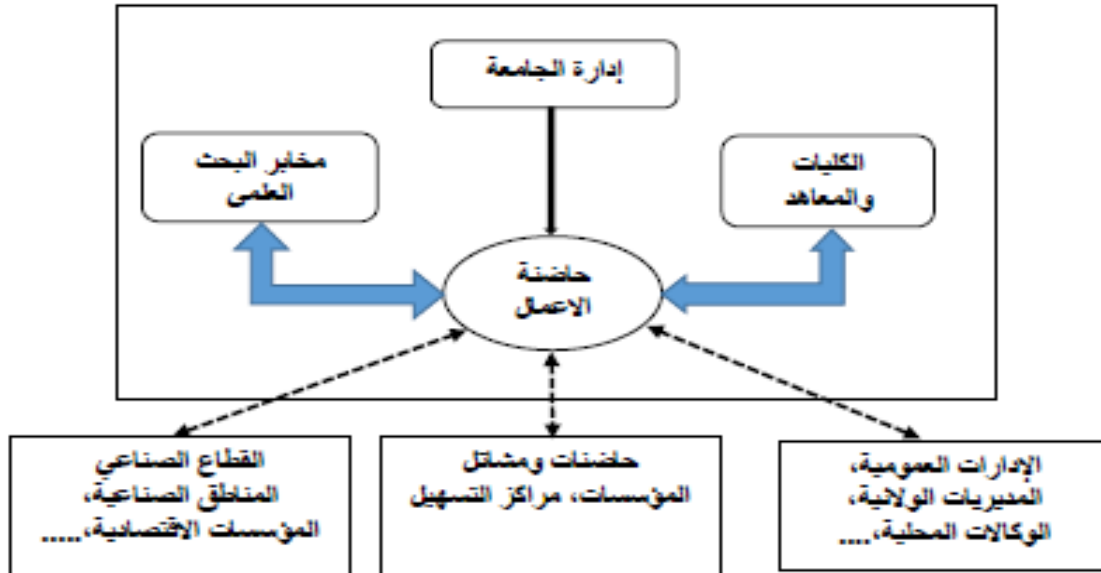 إدارة الجامعة
مخابر البحث
العلمي
الكليات
والمعاهد
حاضنة
الاعمال
القطاع الصناعي
المناطق الصناعية،
المؤسسات الاقتصادية،.....
حاضنات ومشاتل
المؤسسات، مراكز التسهيل
الإدارات العمومية،
المديريات الولائية،
الوكالات المحلية،....